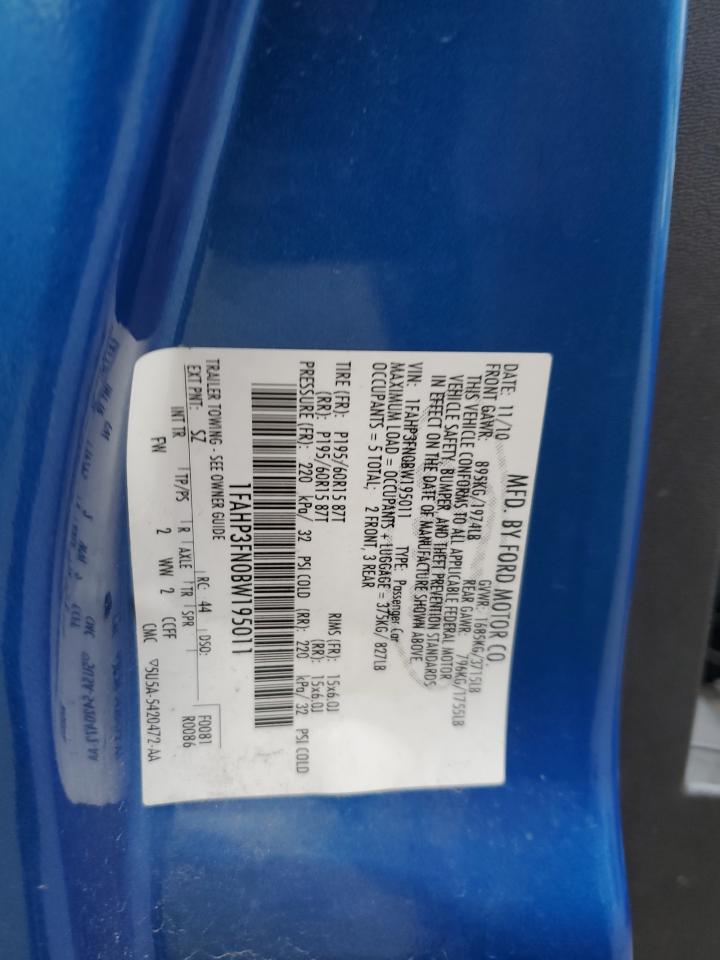 MFD. BY FORD MOTOR CO.
DATE: 11/10 GVWR: 1685KG/3715LB
FRONT GAWR: 895KG/1974LB REAR GAWR: 796KG/1755LB
THIS VEHICLE CONFORMS TO ALL APPLICABLE FEDERAL MOTOR
VEHICLE SAFETY, BUMPER, AND THEFT PREVENTION STANDARDS
IN EFFECT ON THE DATE OF MANUFACTURE SHOWN ABOVE.
VIN: 1FAHP3FN0BW195011 TYPE: Passenger Car
MAXIMUM LOAD = OCCUPANTS + LUGGAGE = 375KG/827LB
OCCUPANTS = 5 TOTAL: 2 FRONT, 3 REAR
TIRE (FR): P195/60R15 87T RIMS (FR): 15x6.0J
(RR): P195/60R15 87T (RR): 15x6.0J
PRESSURE (FR): 220 kPa/ 32 PSI COLD (RR): 220 kPa/ 32 PSI COLD
1FAHP3FN0BW195011
TRAILER TOWING - SEE OWNER GUIDE
EXT PNT: SZ RC: 44 DSO: F0081
R0086
INT TR TP/PS R AXLE TR SPR
FW 2 WW 2 CCFF
CMC ▽5U5A-5420472-AA